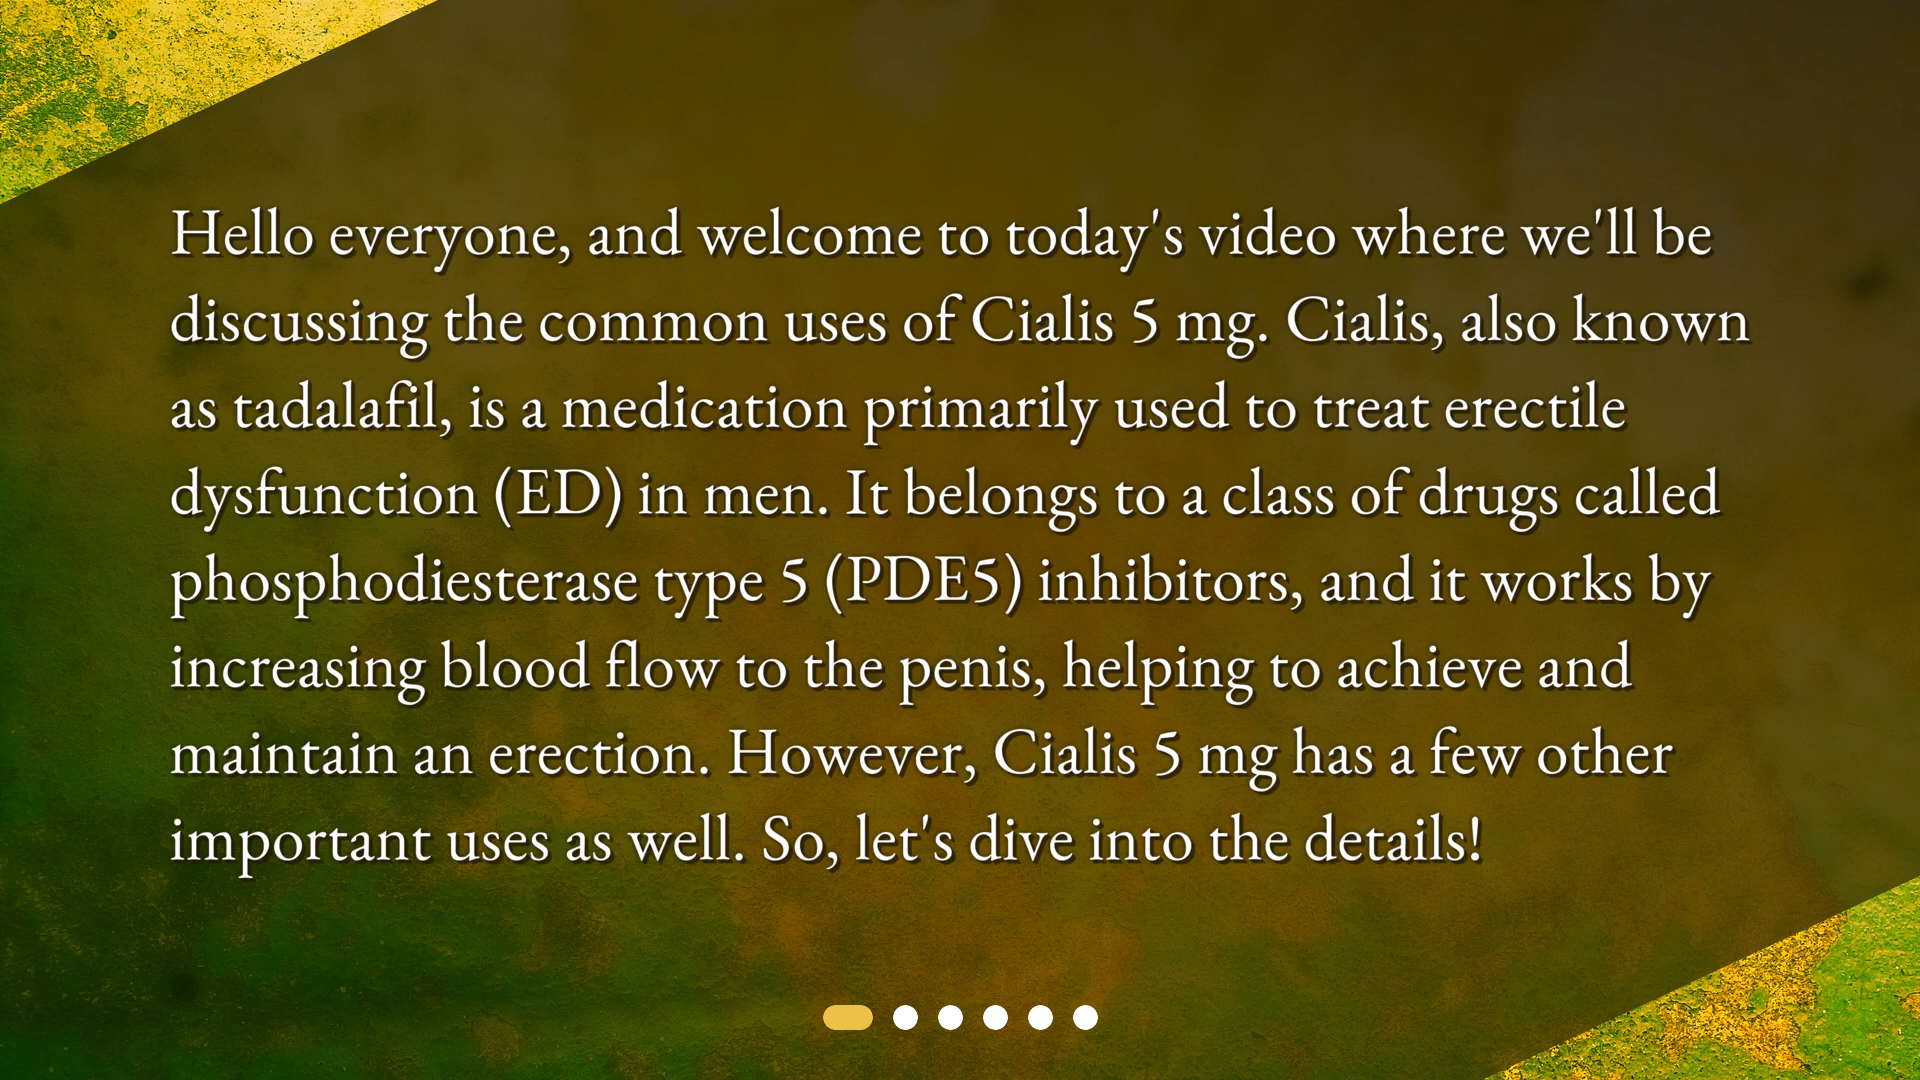 Hello everyone, and welcome to today's video where we'll be
discussing the common uses of Cialis 5 mg. Cialis, also known
as tadalafil, is a medication primarily used to treat erectile
dysfunction (ED) in men. It belongs to a class of drugs called
phosphodiesterase type 5 (PDE5) inhibitors, and it works by
increasing blood flow to the penis, helping to achieve and
maintain an erection. However, Cialis 5 mg has a few other
important uses as well. So, let's dive into the details!